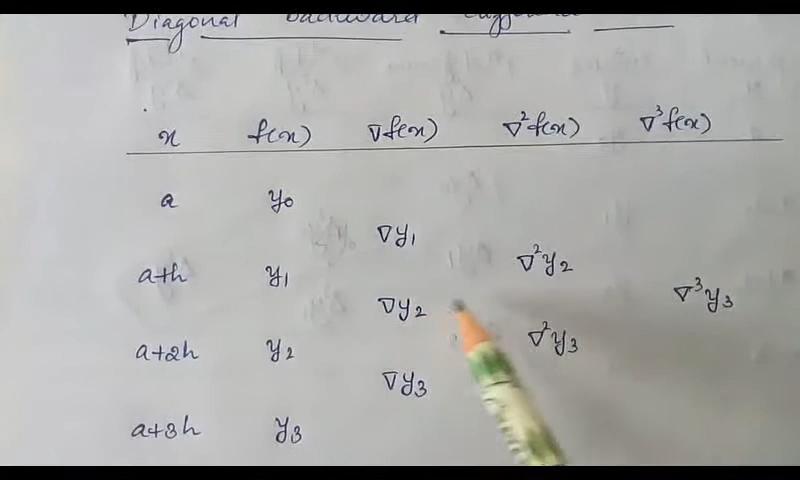 Diagonal backward
x f(x) ∇f(x) ∇²f(x) ∇³f(x)
a y₀
∇y₁
a+h y₁ ∇²y₂
∇y₂ ∇³y₃
a+2h y₂ ∇²y₃
∇y₃
a+3h y₃